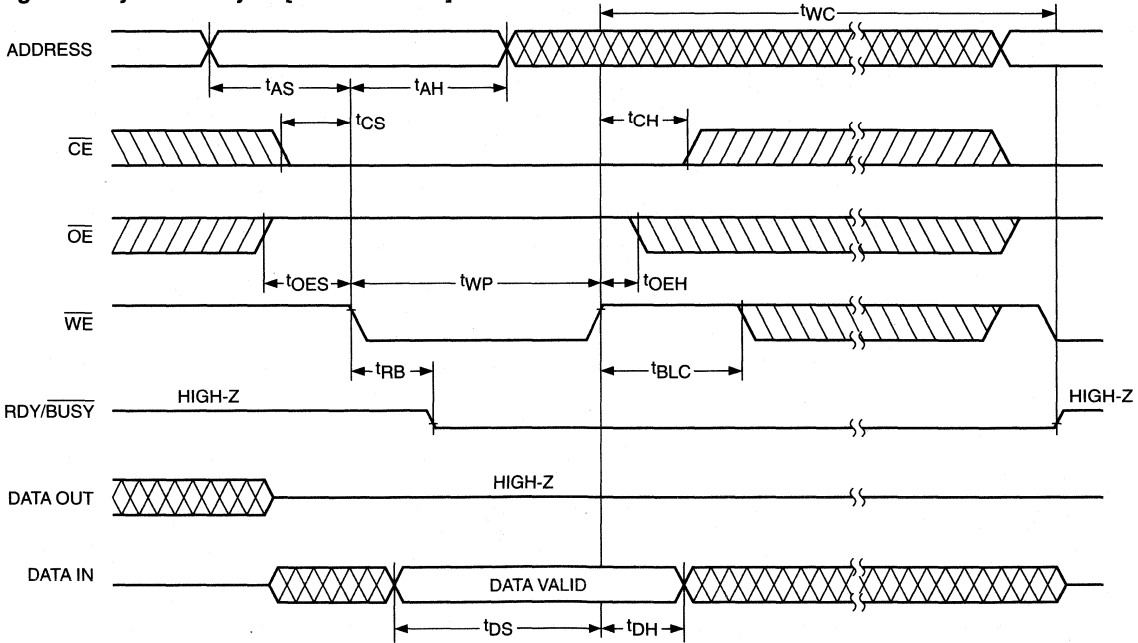 tWC
ADDRESS
tAS
tAH
tCS
tCH
CE
OE
tOES
tWP
tOEH
WE
tRB
tBLC
HIGH-Z
HIGH-Z
RDY/BUSY
HIGH-Z
DATA OUT
DATA IN
DATA VALID
tDS
tDH